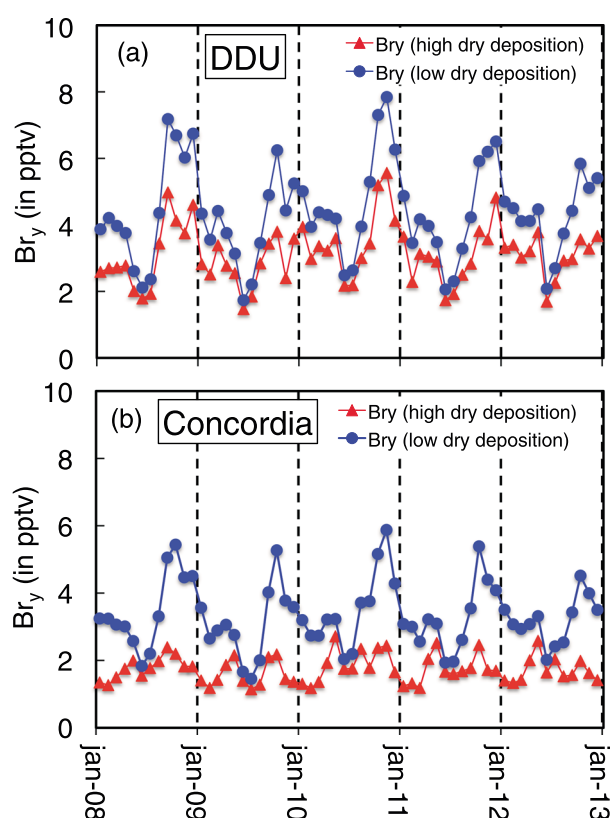 10
(a)
DDU
Bry (high dry deposition)
Bry (low dry deposition)
8
6
4
2
0
Bry (in pptv)
10
(b)
Concordia
Bry (high dry deposition)
Bry (low dry deposition)
8
6
4
2
0
Bry (in pptv)
jan-08
jan-09
jan-10
jan-11
jan-12
jan-13